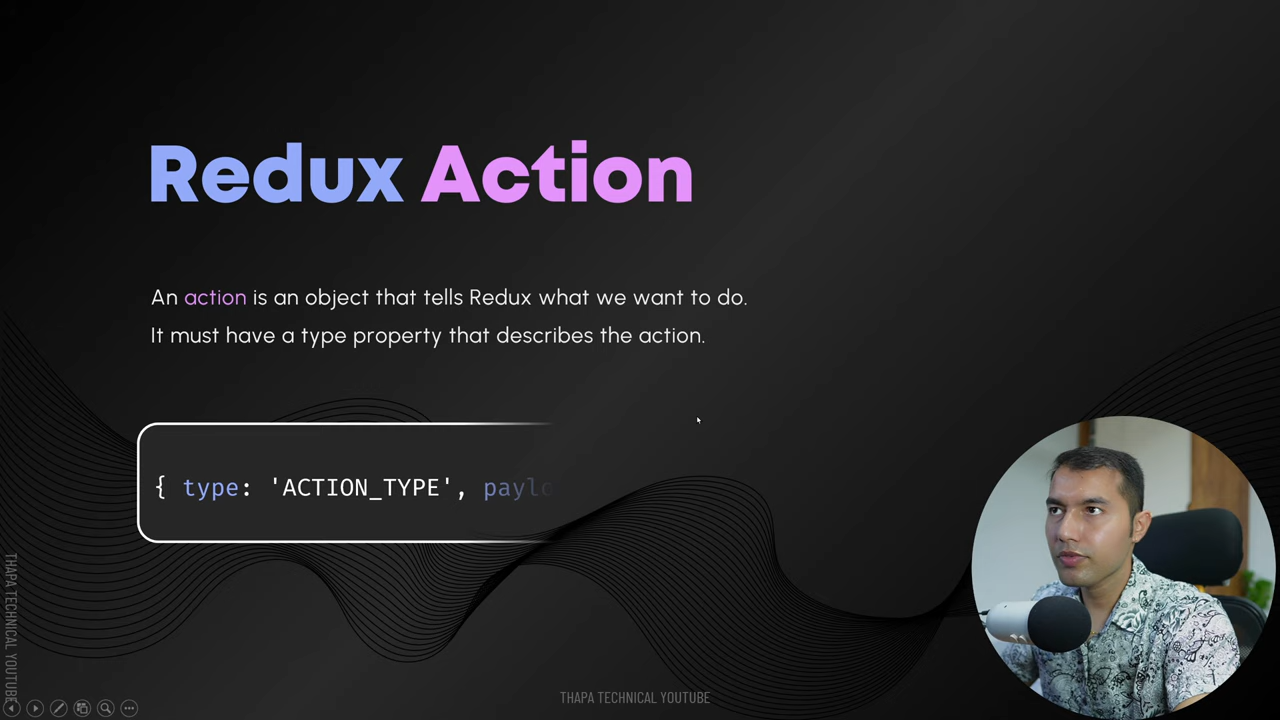 Redux Action
An action is an object that tells Redux what we want to do.
It must have a type property that describes the action.
{ type: 'ACTION_TYPE', paylo
THAPA TECHNICAL YOUTUBE
THAPA TECHNICAL YOUTUBE